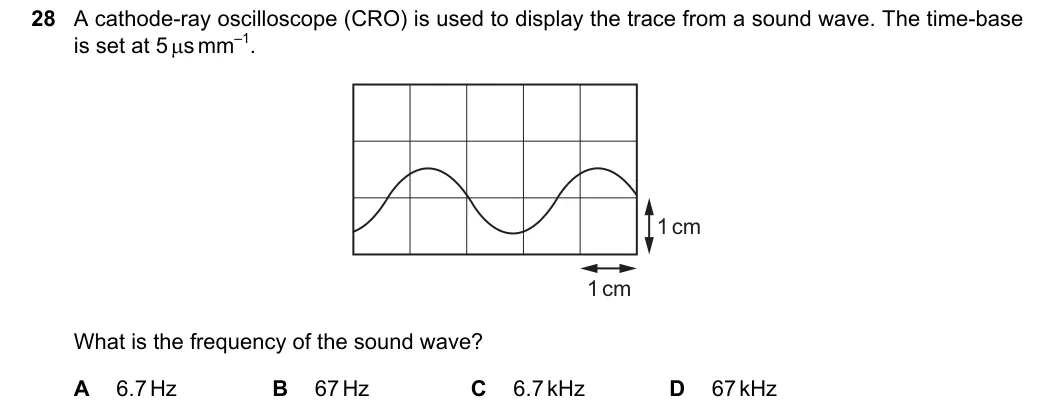 28 A cathode-ray oscilloscope (CRO) is used to display the trace from a sound wave. The time-base
is set at 5 μs mm⁻¹.
1 cm
1 cm
What is the frequency of the sound wave?
A 6.7 Hz B 67 Hz C 6.7 kHz D 67 kHz